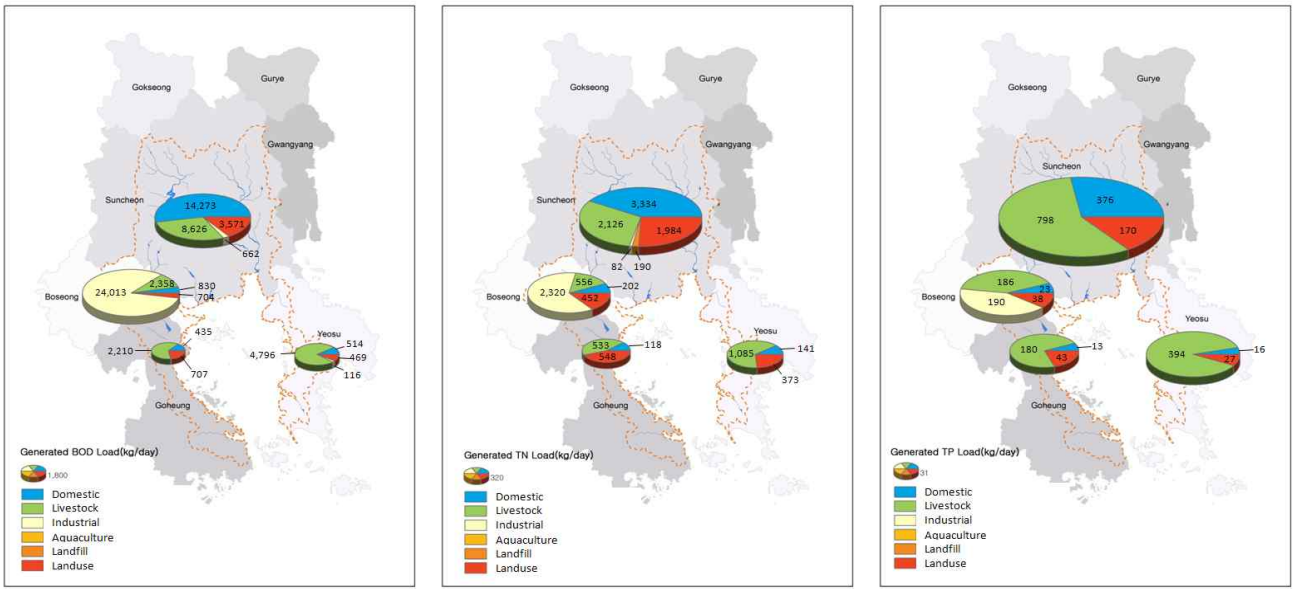 Gokseong
Gurye
Gwangyang
Suncheon
14,273
8,626
3,571
662
Boseong
24,013
2,358
830
704
435
2,210
707
Yeosu
4,796
514
469
116
Goheung
Generated BOD Load(kg/day)
1,800
Domestic
Livestock
Industrial
Aquaculture
Landfill
Landuse
Gokseong
Gurye
Gwangyang
Suncheon
3,334
2,126
1,984
82
190
Boseong
2,320
556
202
452
533
118
548
Yeosu
1,085
141
373
Goheung
Generated TN Load(kg/day)
320
Domestic
Livestock
Industrial
Aquaculture
Landfill
Landuse
Gokseong
Gurye
Gwangyang
Suncheon
376
798
170
Boseong
186
23
190
38
180
13
43
Yeosu
394
16
27
Goheung
Generated TP Load(kg/day)
31
Domestic
Livestock
Industrial
Aquaculture
Landfill
Landuse